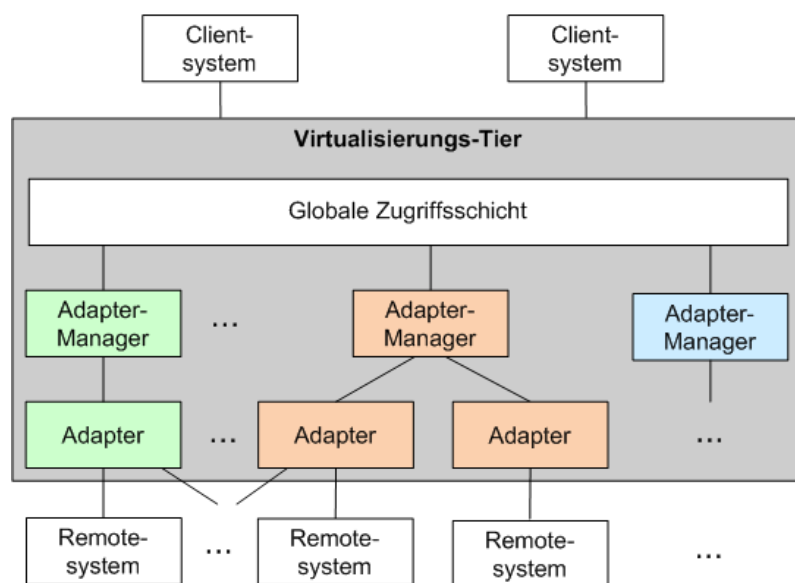 Client-
system
Client-
system
Virtualisierungs-Tier
Globale Zugriffsschicht
Adapter-
Manager
...
Adapter-
Manager
Adapter-
Manager
Adapter
...
Adapter
Adapter
...
Remote-
system
...
Remote-
system
Remote-
system
...